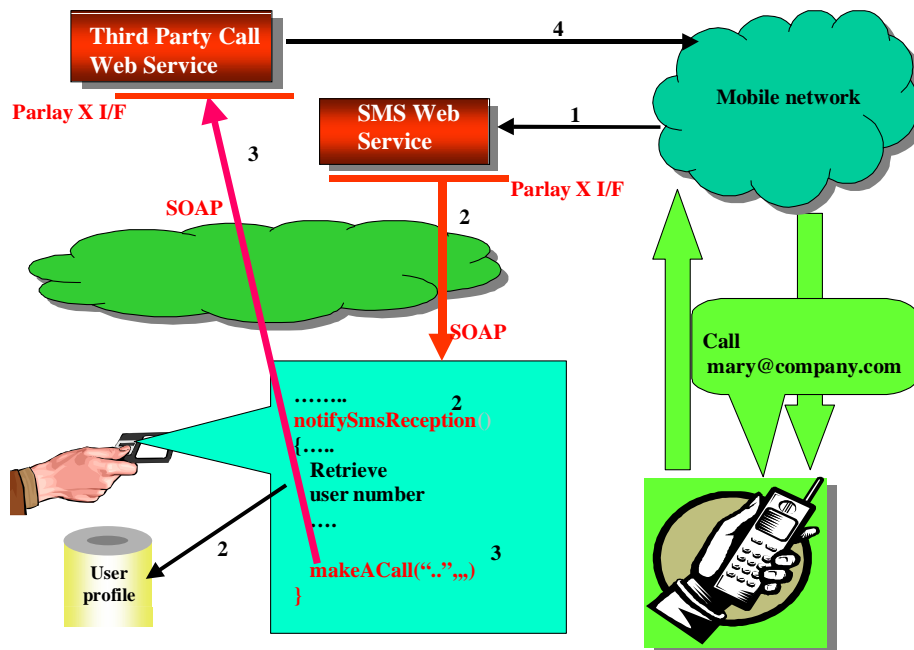 Third Party Call
Web Service
4
Mobile network
Parlay X I/F
SMS Web
Service
1
3
Parlay X I/F
SOAP
2
SOAP
Call
mary@company.com
……..
2
notifySmsReception()
{…..
Retrieve
user number
….
3
makeACall(“..”,,,)
}
2
User
profile